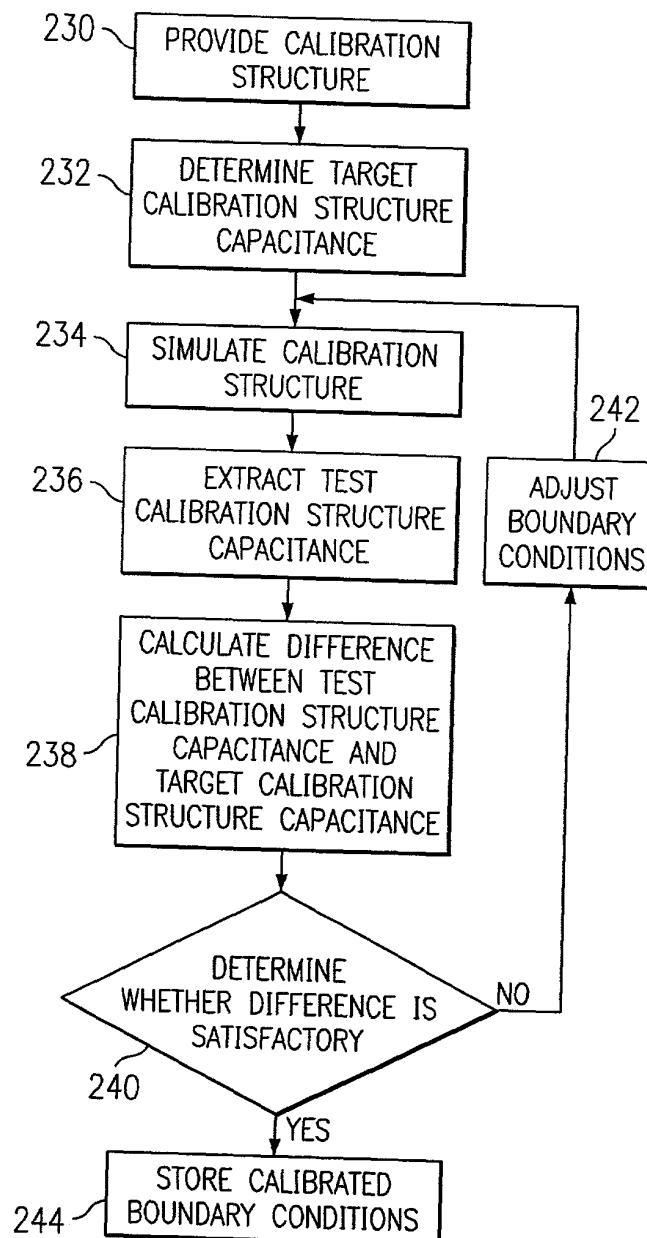 230
PROVIDE CALIBRATION
STRUCTURE
232
DETERMINE TARGET
CALIBRATION STRUCTURE
CAPACITANCE
234
SIMULATE CALIBRATION
STRUCTURE
236
EXTRACT TEST
CALIBRATION STRUCTURE
CAPACITANCE
242
ADJUST
BOUNDARY
CONDITIONS
238
CALCULATE DIFFERENCE
BETWEEN TEST
CALIBRATION STRUCTURE
CAPACITANCE AND
TARGET CALIBRATION
STRUCTURE CAPACITANCE
240
DETERMINE
WHETHER DIFFERENCE IS
SATISFACTORY
NO
YES
244
STORE CALIBRATED
BOUNDARY CONDITIONS